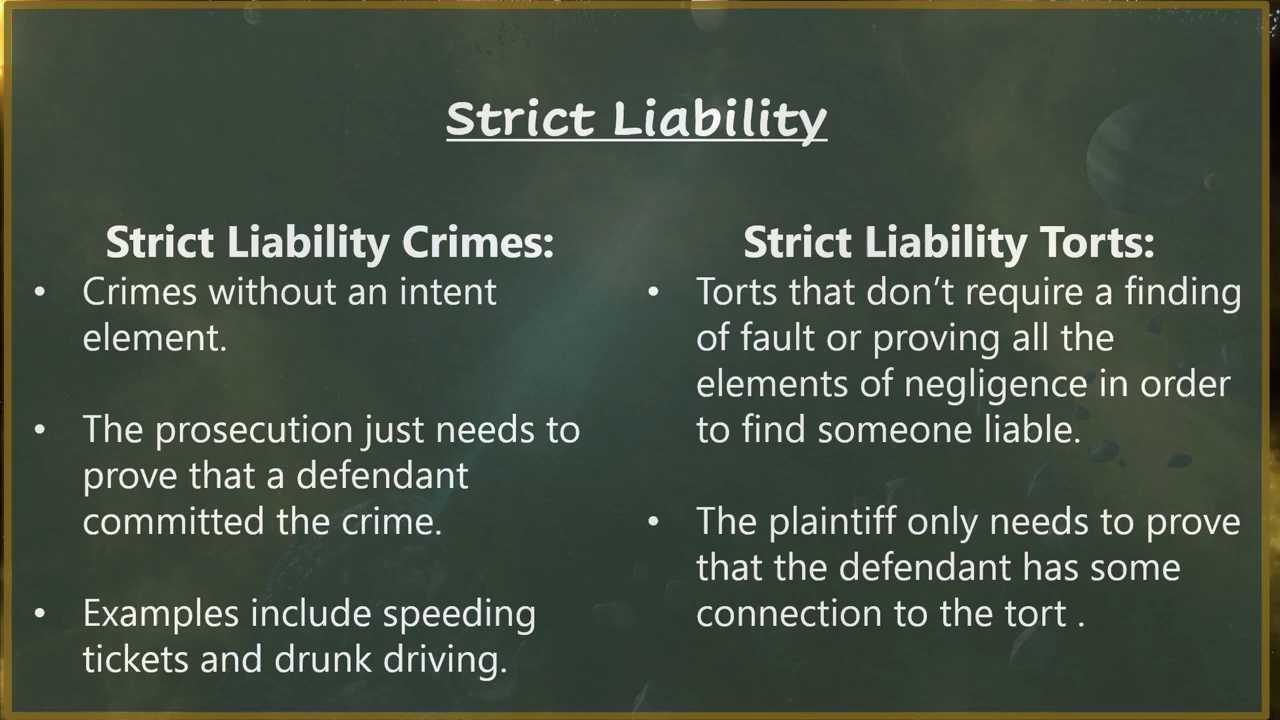 Strict Liability
Strict Liability Crimes:
• Crimes without an intent
element.
• The prosecution just needs to
prove that a defendant
committed the crime.
• Examples include speeding
tickets and drunk driving.
Strict Liability Torts:
• Torts that don’t require a finding
of fault or proving all the
elements of negligence in order
to find someone liable.
• The plaintiff only needs to prove
that the defendant has some
connection to the tort .